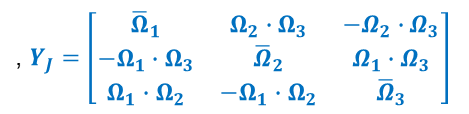 , Y_J = [ Ω̅₁ Ω₂ · Ω₃ −Ω₂ · Ω₃
−Ω₁ · Ω₃ Ω̅₂ Ω₁ · Ω₃
Ω₁ · Ω₂ −Ω₁ · Ω₂ Ω̅₃ ]